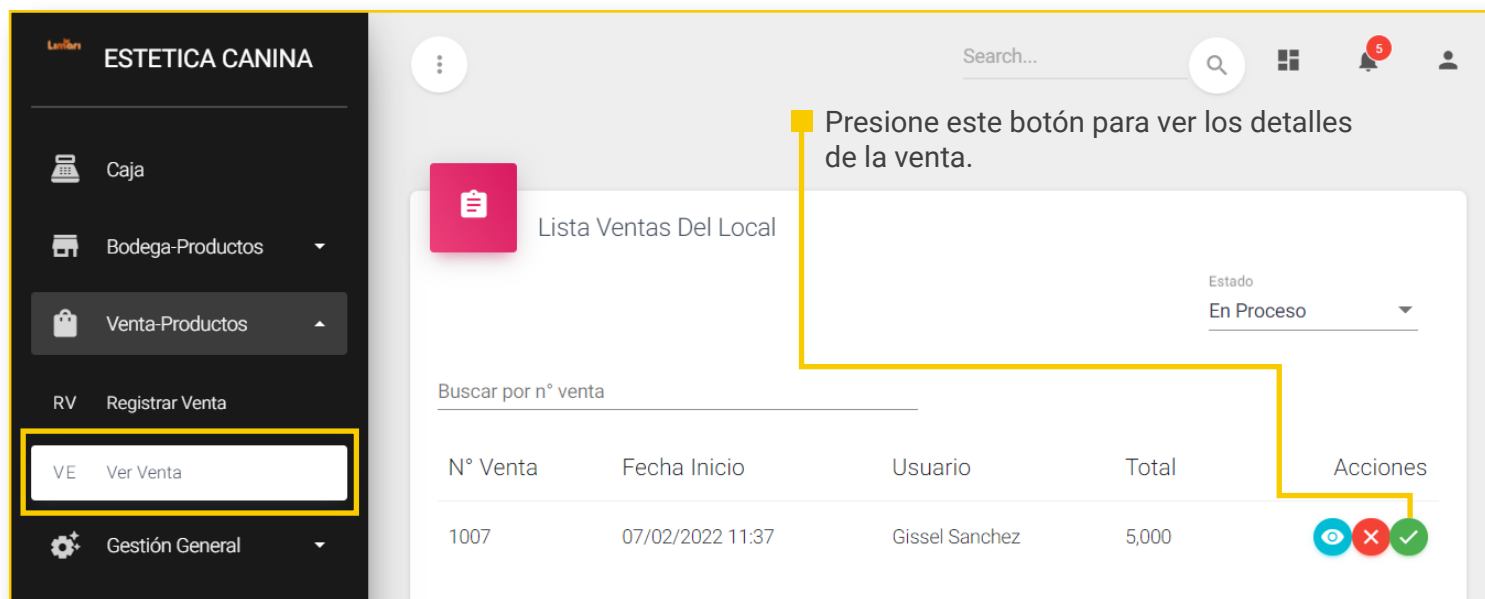 Limbri
ESTETICA CANINA
Search...
5
Presione este botón para ver los detalles
de la venta.
Caja
Bodega-Productos
Venta-Productos
RV Registrar Venta
VE Ver Venta
Gestión General
Lista Ventas Del Local
Estado
En Proceso
Buscar por n° venta
N° Venta Fecha Inicio Usuario Total Acciones
1007 07/02/2022 11:37 Gissel Sanchez 5,000